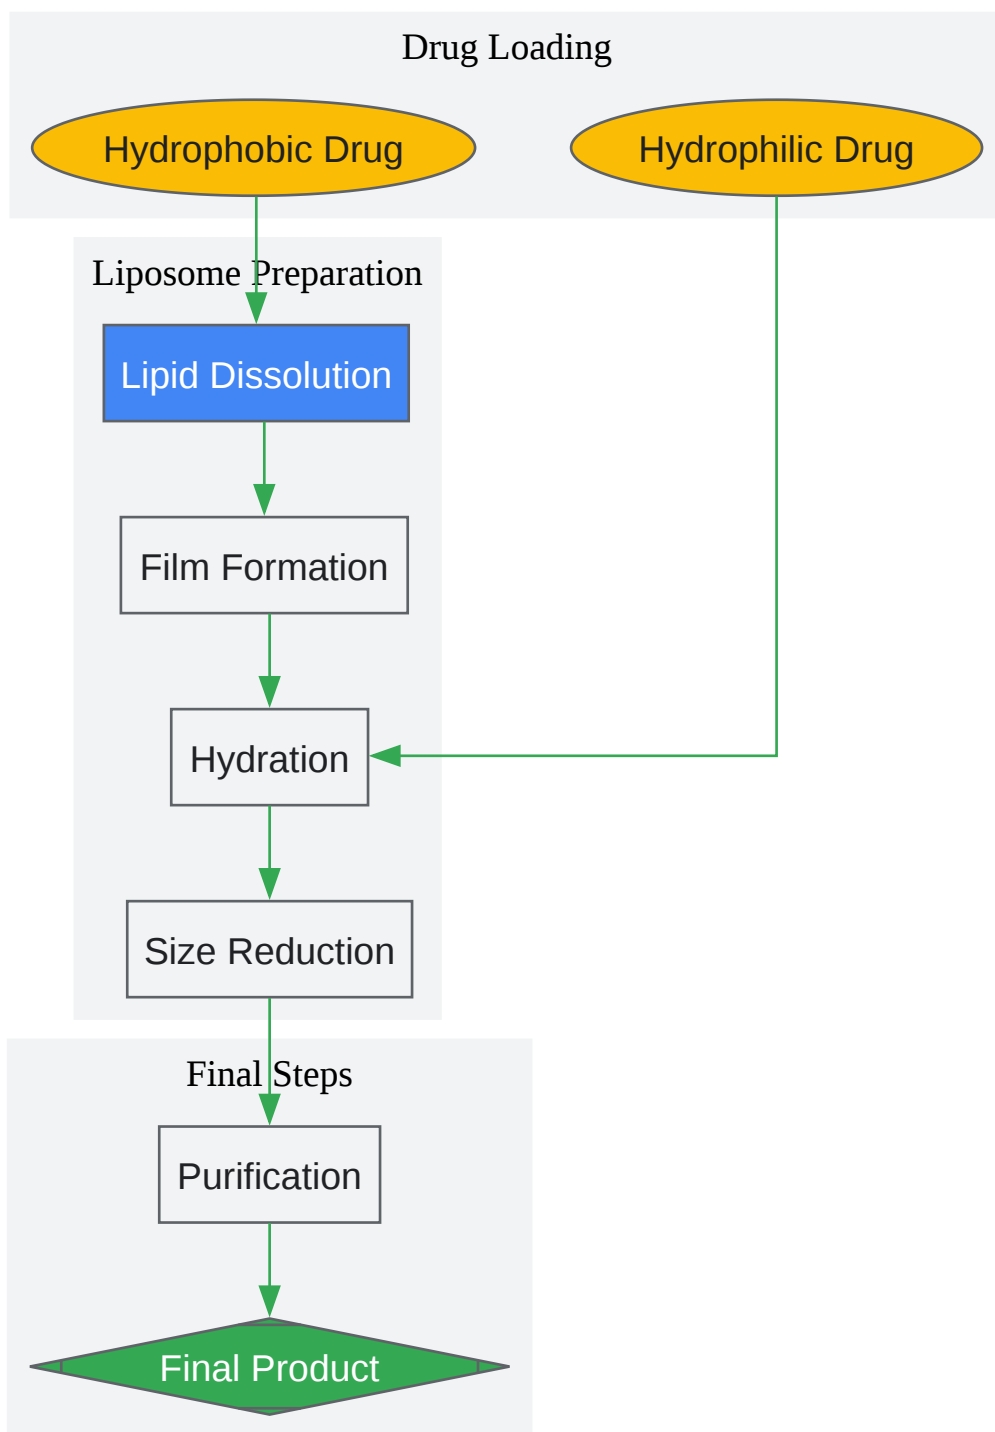 Drug Loading
Hydrophobic Drug
Hydrophilic Drug
Liposome Preparation
Lipid Dissolution
Film Formation
Hydration
Size Reduction
Final Steps
Purification
Final Product